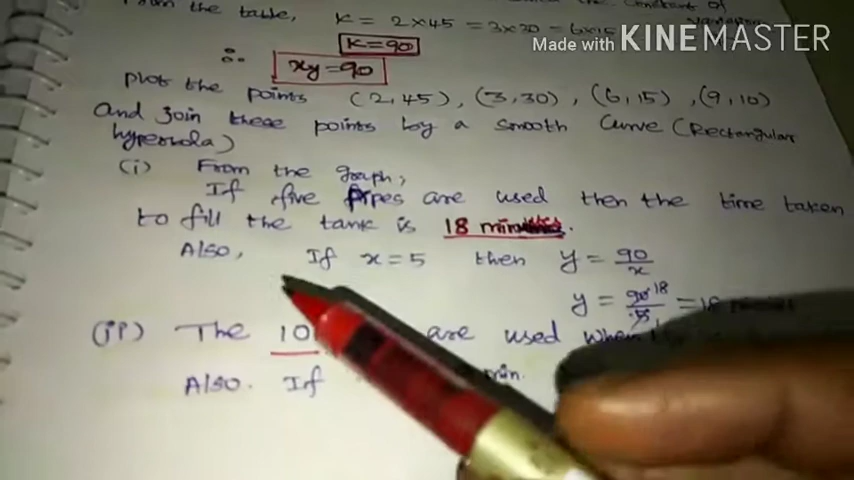 From the table, K = 2×45 = 3×30 = 6×15
K=90
∴ xy=90
Made with KINEMASTER
plot the points (2,45), (3,30), (6,15), (9,10)
and Join these points by a smooth Curve (Rectangular
(i) From the graph;
If five pipes are used then the time taken
to fill the tank is 18
Also, If x=5 then y = 90/x
y = 90/5 18 = 18
(ii) The 10 are used when
Also. If min.